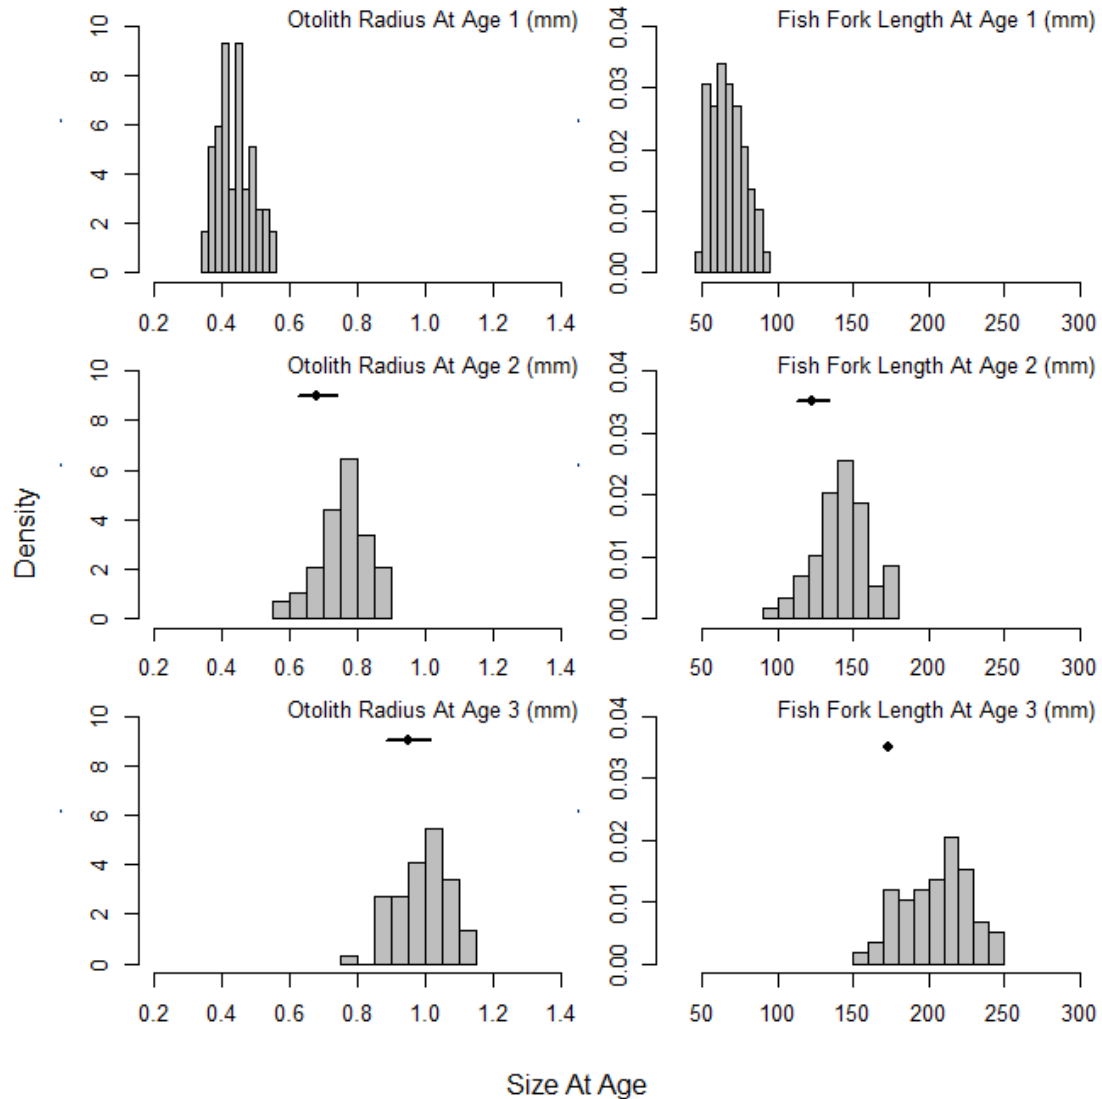 Otolith Radius At Age 1 (mm)
0 2 4 6 8 10
0.2 0.4 0.6 0.8 1.0 1.2 1.4
Fish Fork Length At Age 1 (mm)
0.00 0.01 0.02 0.03 0.04
50 100 150 200 250 300
Otolith Radius At Age 2 (mm)
0 2 4 6 8 10
0.2 0.4 0.6 0.8 1.0 1.2 1.4
Fish Fork Length At Age 2 (mm)
0.00 0.01 0.02 0.03 0.04
50 100 150 200 250 300
Density
Otolith Radius At Age 3 (mm)
0 2 4 6 8 10
0.2 0.4 0.6 0.8 1.0 1.2 1.4
Fish Fork Length At Age 3 (mm)
0.00 0.01 0.02 0.03 0.04
50 100 150 200 250 300
Size At Age